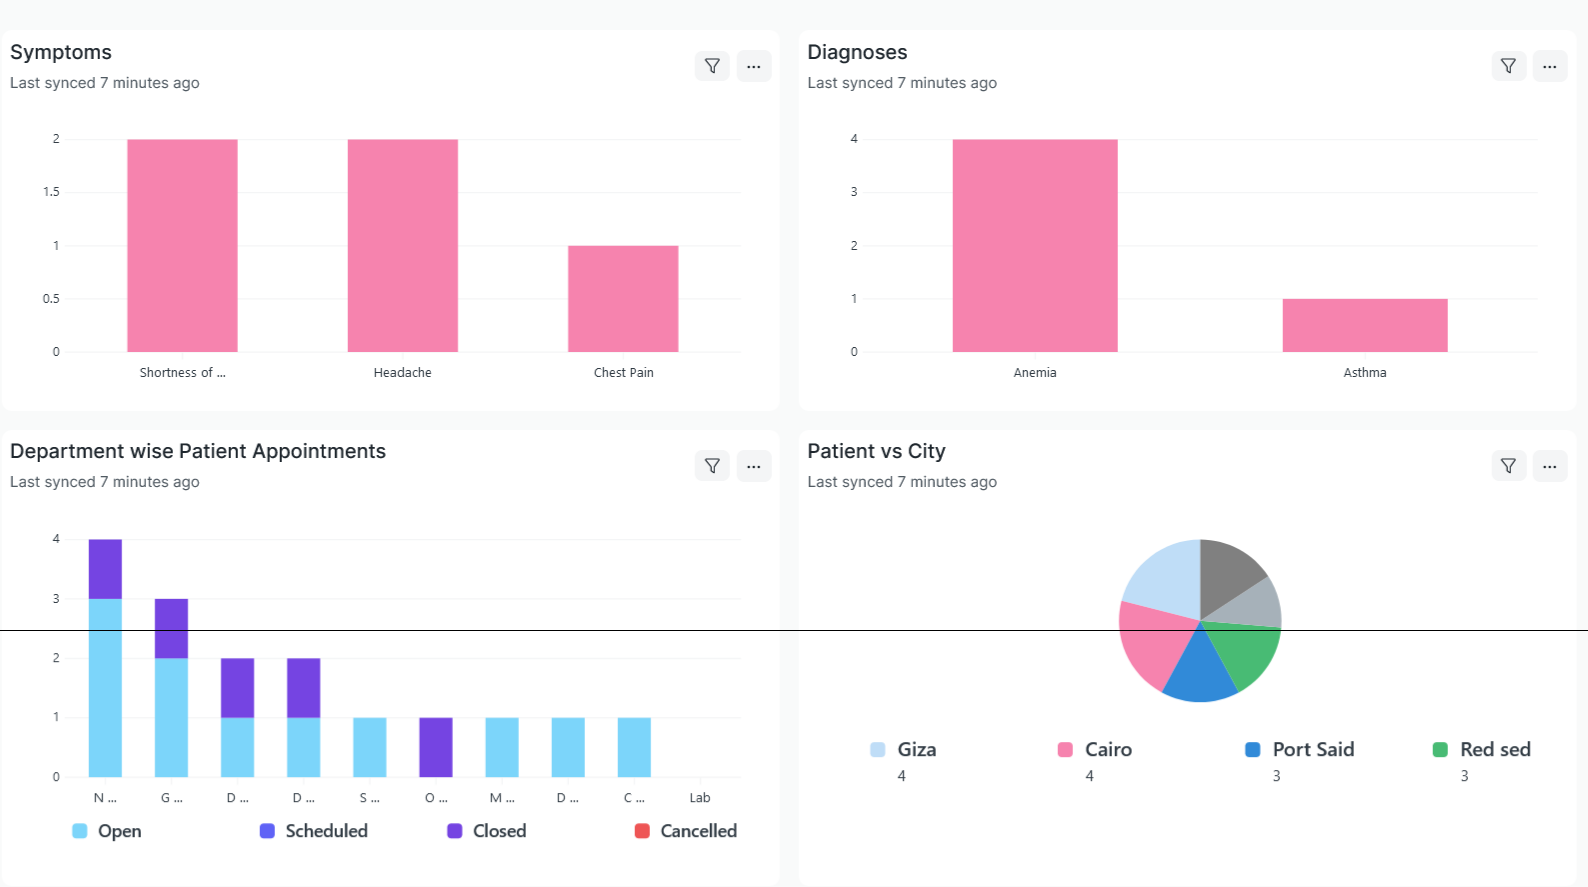 Symptoms
Last synced 7 minutes ago
2
1.5
1
0.5
0
Shortness of ...
Headache
Chest Pain
Diagnoses
Last synced 7 minutes ago
4
3
2
1
0
Anemia
Asthma
Department wise Patient Appointments
Last synced 7 minutes ago
4
3
2
1
0
N ...
G ...
D ...
D ...
S ...
O ...
M ...
D ...
C ...
Lab
Open
Scheduled
Closed
Cancelled
Patient vs City
Last synced 7 minutes ago
Giza
4
Cairo
4
Port Said
3
Red sed
3